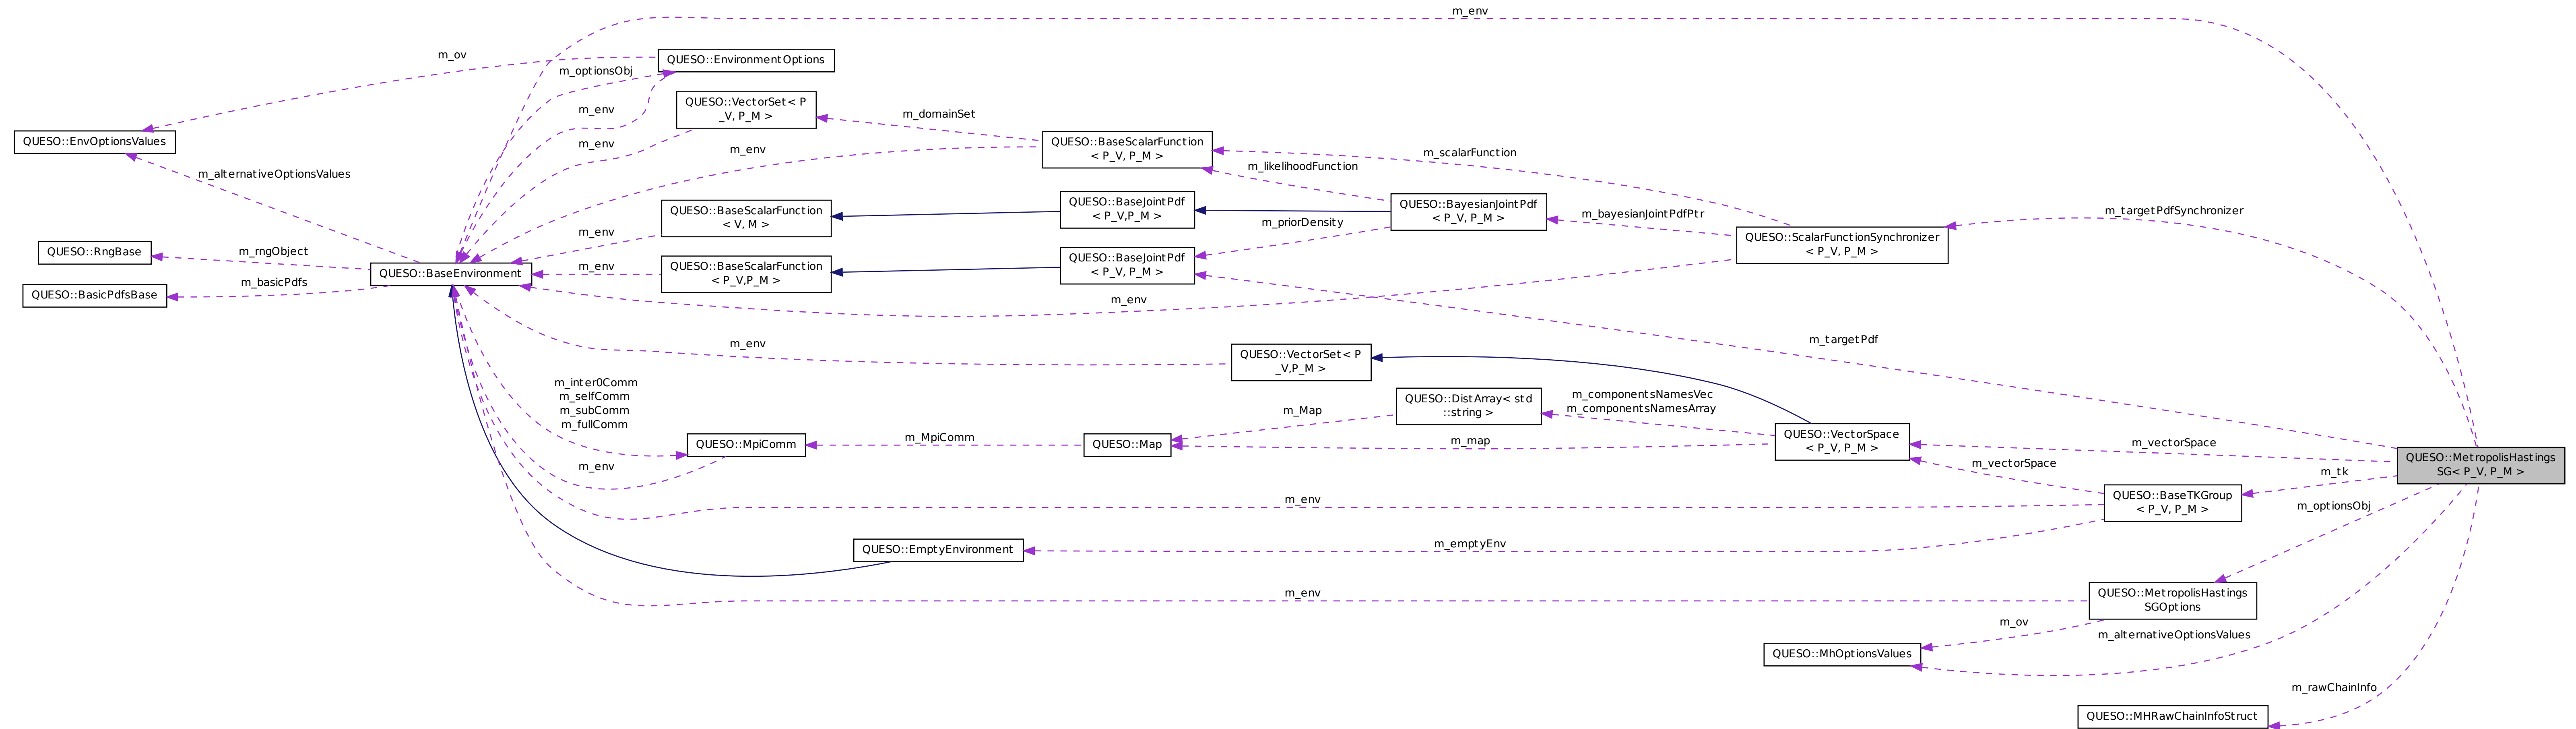 m_env
m_ov
QUESO::EnvironmentOptions
m_optionsObj
QUESO::VectorSet< P
_V, P_M >
m_env
m_domainSet
QUESO::EnvOptionsValues
m_env
QUESO::BaseScalarFunction
< P_V, P_M >
m_env
m_scalarFunction
m_likelihoodFunction
m_alternativeOptionsValues
QUESO::BaseJointPdf
< P_V,P_M >
QUESO::BayesianJointPdf
< P_V, P_M >
QUESO::BaseScalarFunction
< V, M >
m_bayesianJointPdfPtr
m_targetPdfSynchronizer
m_priorDensity
m_env
QUESO::ScalarFunctionSynchronizer
< P_V, P_M >
QUESO::RngBase
m_rngObject
QUESO::BaseJointPdf
< P_V, P_M >
QUESO::BaseEnvironment
m_env
QUESO::BaseScalarFunction
< P_V,P_M >
m_basicPdfs
QUESO::BasicPdfsBase
m_env
m_env
m_targetPdf
QUESO::VectorSet< P
_V,P_M >
m_inter0Comm
m_selfComm
m_subComm
m_fullComm
QUESO::DistArray< std
::string >
m_componentsNamesVec
m_componentsNamesArray
m_Map
QUESO::MpiComm
m_MpiComm
QUESO::Map
m_map
QUESO::VectorSpace
< P_V, P_M >
m_vectorSpace
QUESO::MetropolisHastings
SG< P_V, P_M >
m_env
m_vectorSpace
m_tk
m_env
QUESO::BaseTKGroup
< P_V, P_M >
m_optionsObj
QUESO::EmptyEnvironment
m_emptyEnv
m_env
QUESO::MetropolisHastings
SGOptions
m_ov
m_alternativeOptionsValues
QUESO::MhOptionsValues
m_rawChainInfo
QUESO::MHRawChainInfoStruct